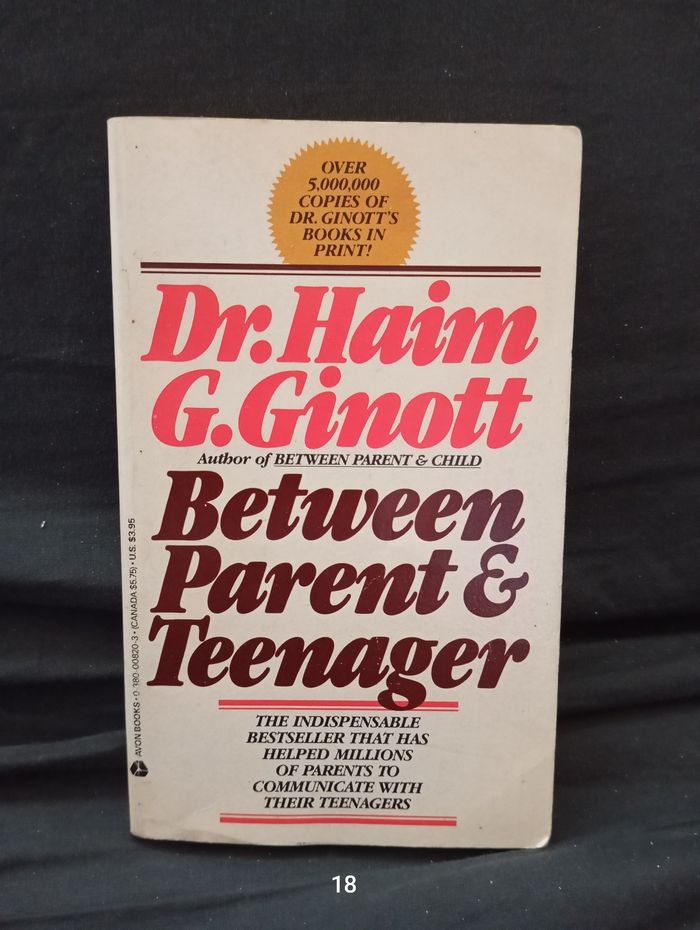 OVER
5,000,000
COPIES OF
DR. GINOTT'S
BOOKS IN
PRINT!
Dr. Haim
G. Ginott
Author of BETWEEN PARENT & CHILD
Between
Parent &
Teenager
THE INDISPENSABLE
BESTSELLER THAT HAS
HELPED MILLIONS
OF PARENTS TO
COMMUNICATE WITH
THEIR TEENAGERS
AVON BOOKS • 0-380-00820-3 • (CANADA $5.75) • U.S. $3.95
18